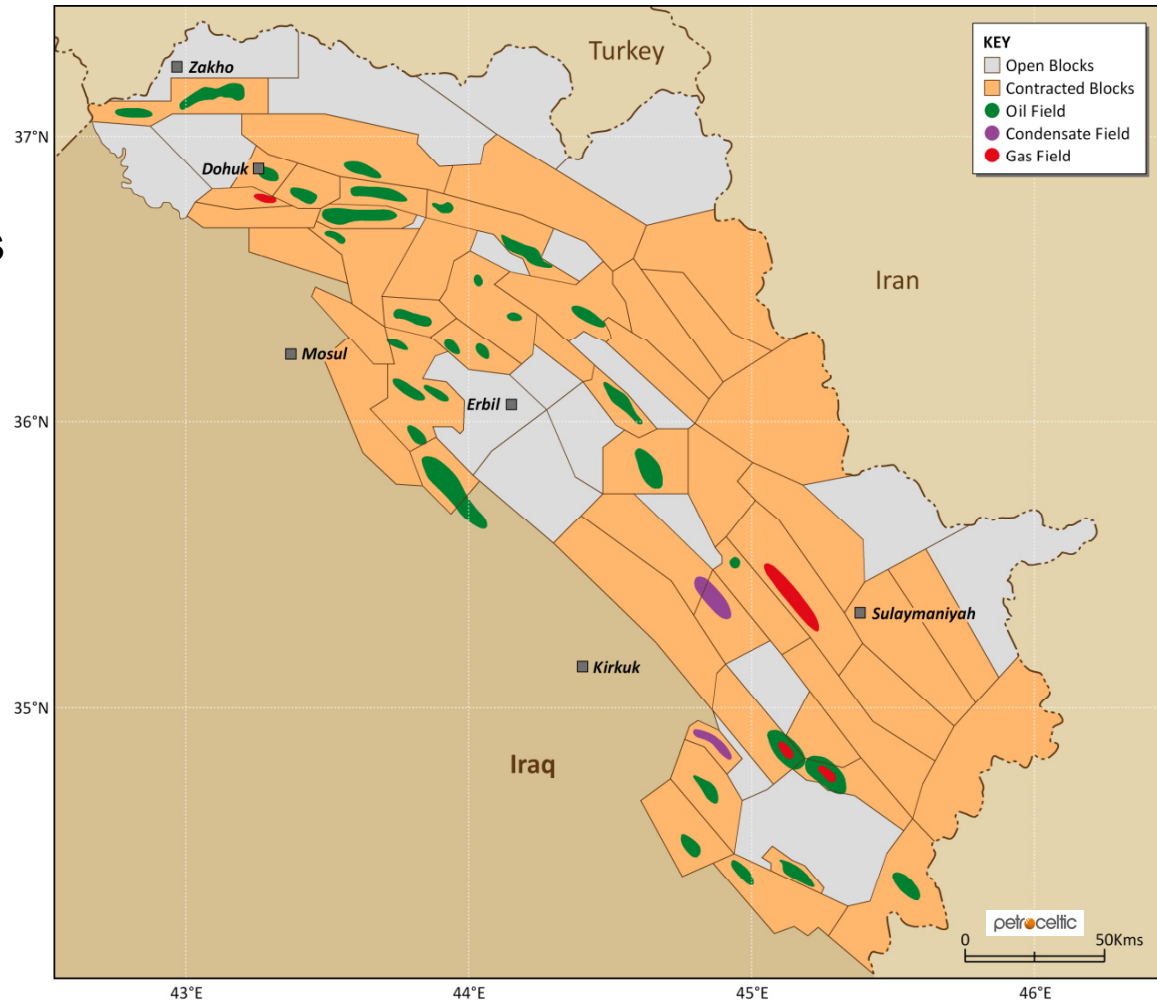 Turkey
KEY
Open Blocks
Contracted Blocks
Oil Field
Condensate Field
Gas Field
Zakho
37°N
Dohuk
s
Iran
Mosul
Erbil
36°N
Sulaymaniyah
Kirkuk
35°N
Iraq
petroceltic
0 50Kms
43°E 44°E 45°E 46°E